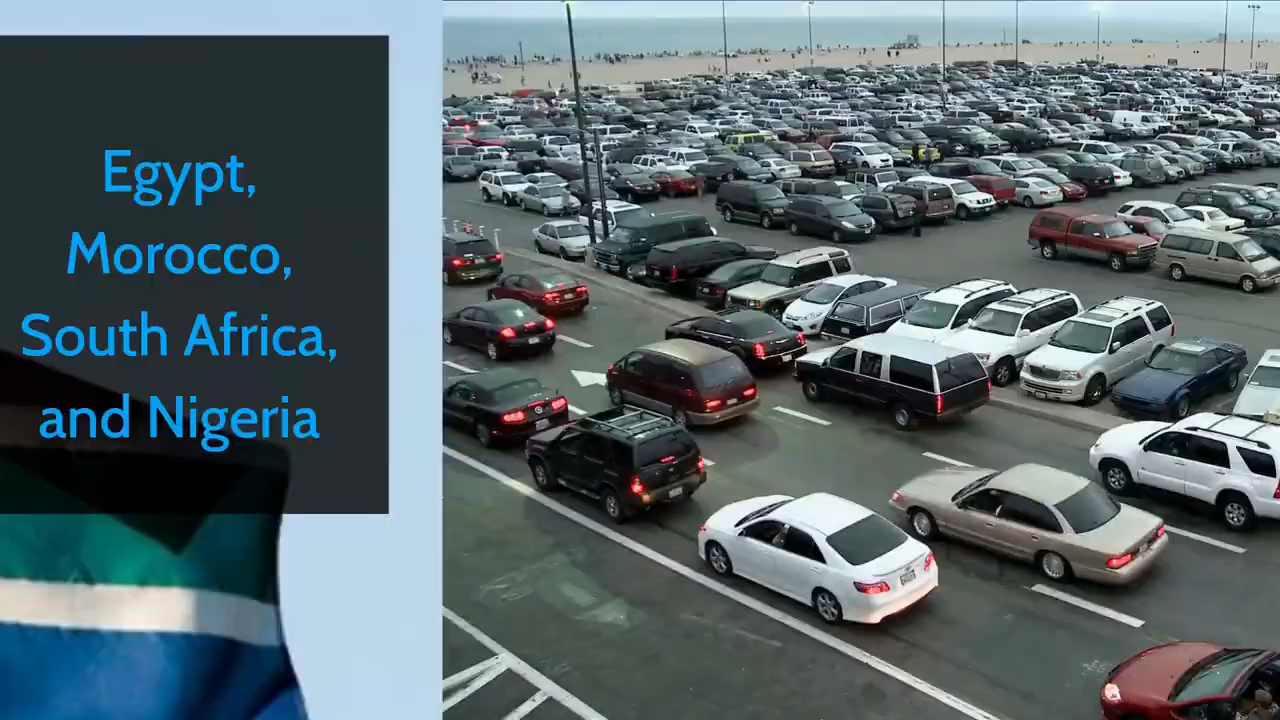 Egypt,
Morocco,
South Africa,
and Nigeria